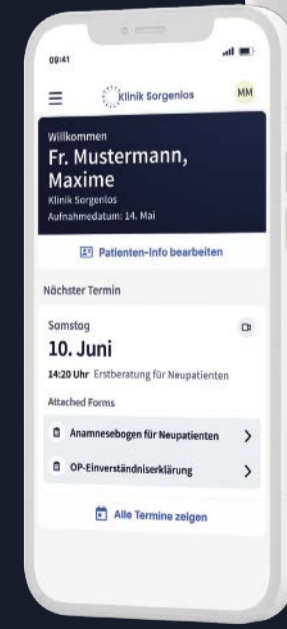 09:41
Klinik Sorgenlos
MM
Willkommen
Fr. Mustermann,
Maxime
Klinik Sorgenlos
Aufnahmedatum: 14. Mai
Patienten-Info bearbeiten
Nächster Termin
Samstag
10. Juni
14:20 Uhr Erstberatung für Neupatienten
Attached Forms
Anamnesebogen für Neupatienten
OP-Einverständniserklärung
Alle Termine zeigen